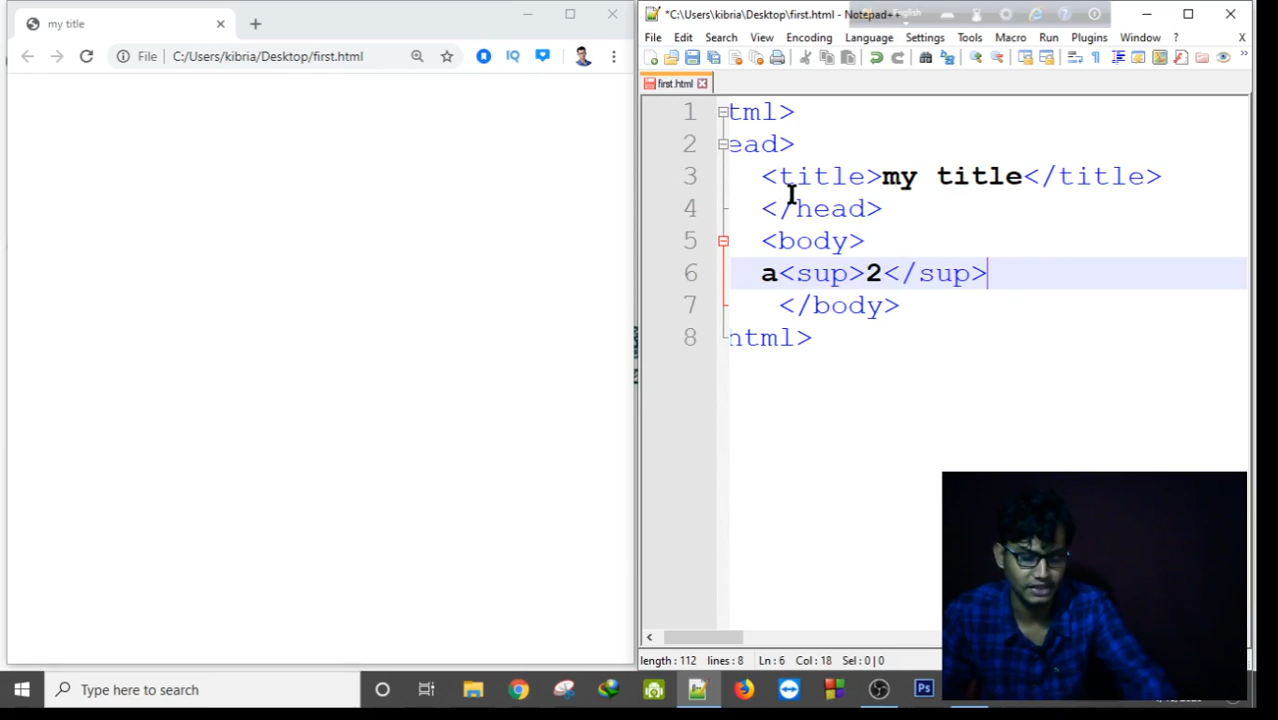 my title
File
C:/Users/kibria/Desktop/first.html
*C:\Users\kibria\Desktop\first.html - Notepad++
English
File Edit Search View Encoding Language Settings Tools Macro Run Plugins Window ?
X
first.html
1 tml>
2 ead>
3 <title>my title</title>
4 </head>
5 <body>
6 a<sup>2</sup>
7 </body>
8 html>
length : 112 lines : 8 Ln : 6 Col : 18 Sel : 0 | 0
Type here to search
Ps